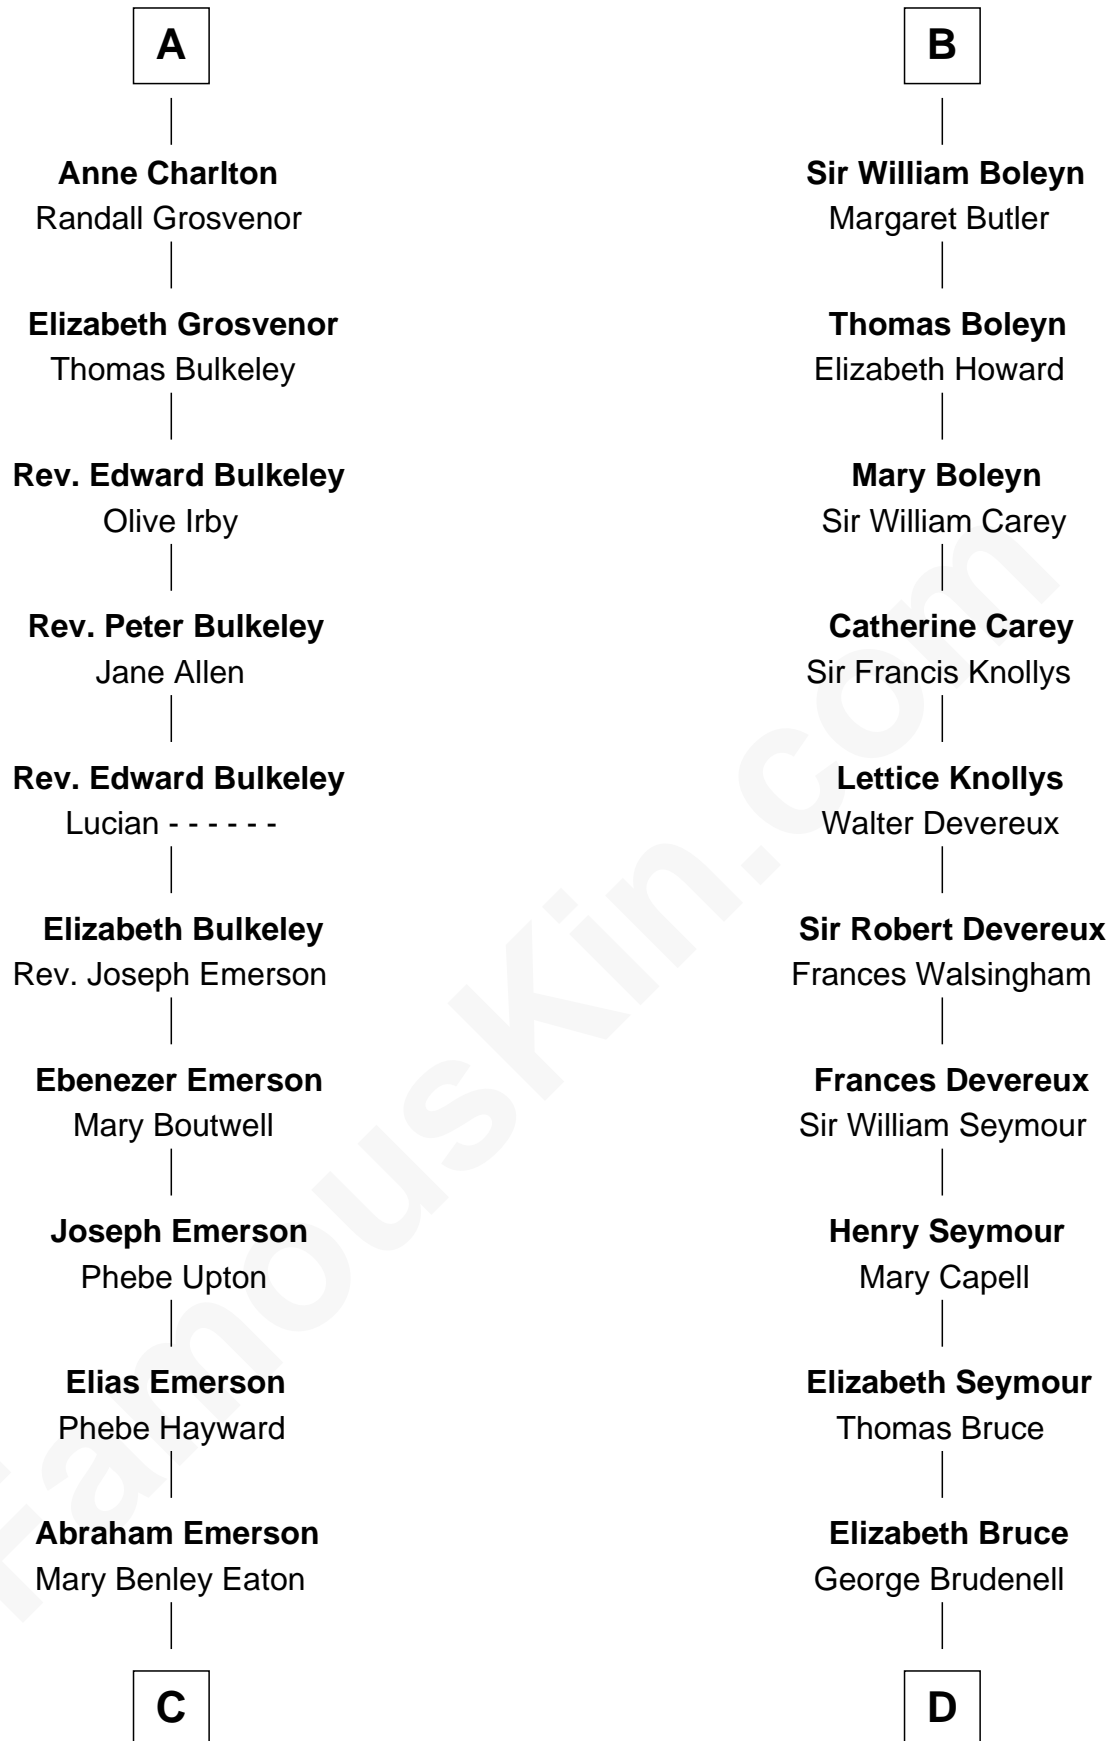 A
Anne Charlton
Randall Grosvenor
Elizabeth Grosvenor
Thomas Bulkeley
Rev. Edward Bulkeley
Olive Irby
Rev. Peter Bulkeley
Jane Allen
Rev. Edward Bulkeley
Lucian - - - - - -
Elizabeth Bulkeley
Rev. Joseph Emerson
Ebenezer Emerson
Mary Boutwell
Joseph Emerson
Phebe Upton
Elias Emerson
Phebe Hayward
Abraham Emerson
Mary Benley Eaton
C
B
Sir William Boleyn
Margaret Butler
Thomas Boleyn
Elizabeth Howard
Mary Boleyn
Sir William Carey
Catherine Carey
Sir Francis Knollys
Lettice Knollys
Walter Devereux
Sir Robert Devereux
Frances Walsingham
Frances Devereux
Sir William Seymour
Henry Seymour
Mary Capell
Elizabeth Seymour
Thomas Bruce
Elizabeth Bruce
George Brudenell
D
FamousKin.com